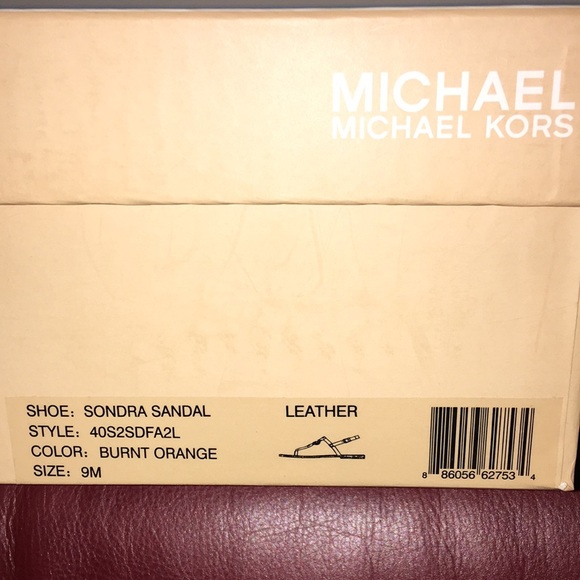 MICHAEL
MICHAEL KORS
SHOE: SONDRA SANDAL
STYLE: 40S2SDFA2L
COLOR: BURNT ORANGE
SIZE: 9M
LEATHER
8 86056 62753 4